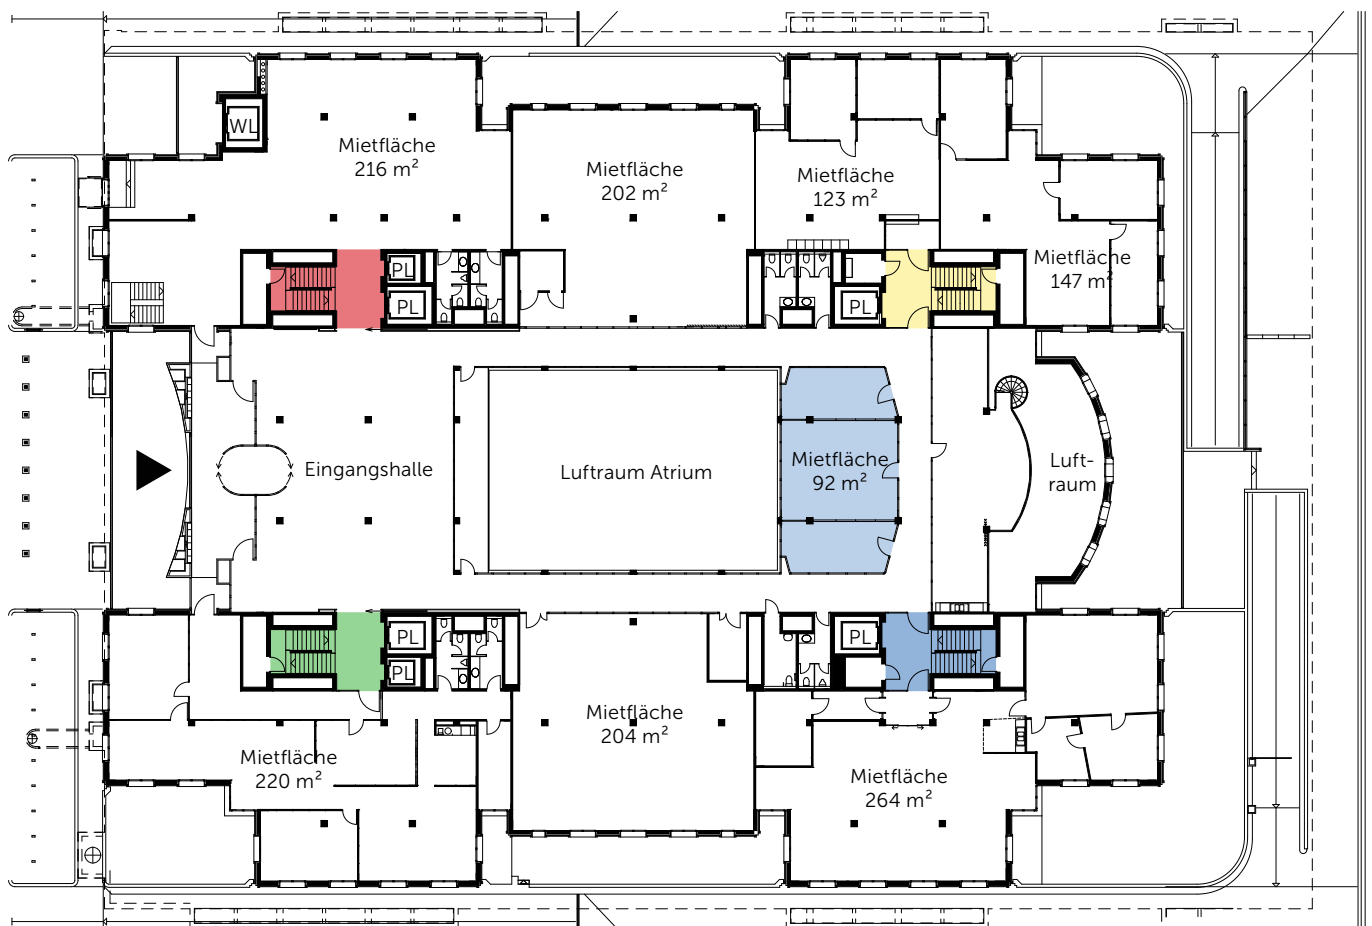 WL
Mietfläche
216 m²
Mietfläche
202 m²
Mietfläche
123 m²
Mietfläche
147 m²
PL
PL
PL
Eingangshalle
Luftraum Atrium
Mietfläche
92 m²
Luft-
raum
PL
PL
PL
Mietfläche
220 m²
Mietfläche
204 m²
Mietfläche
264 m²